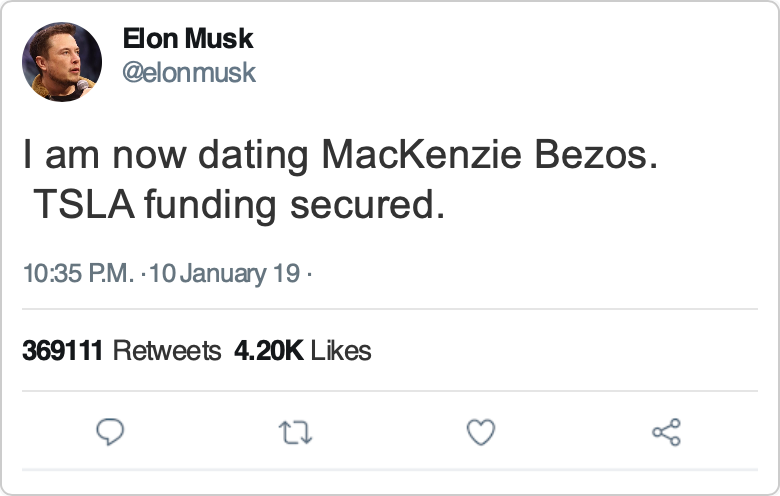 Elon Musk
@elonmusk
I am now dating MacKenzie Bezos.
TSLA funding secured.
10:35 P.M. · 10 January 19 ·
369111 Retweets 4.20K Likes